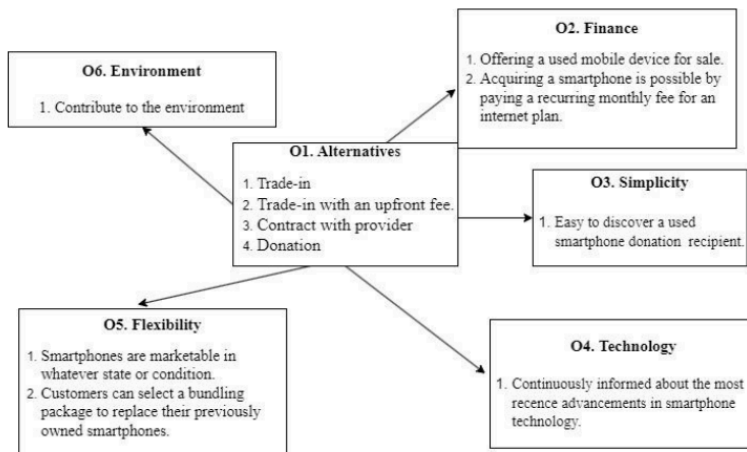 O6. Environment
1. Contribute to the environment
O2. Finance
1. Offering a used mobile device for sale.
2. Acquiring a smartphone is possible by
paying a recurring monthly fee for an
internet plan.
O1. Alternatives
1. Trade-in
2. Trade-in with an upfront fee.
3. Contract with provider
4. Donation
O3. Simplicity
1. Easy to discover a used
smartphone donation recipient.
O5. Flexibility
1. Smartphones are marketable in
whatever state or condition.
2. Customers can select a bundling
package to replace their previously
owned smartphones.
O4. Technology
1. Continuously informed about the most
recence advancements in smartphone
technology.